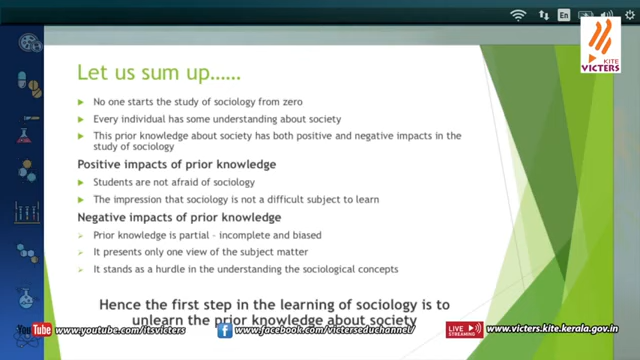 En
KITE
VICTERS
Let us sum up......
No one starts the study of sociology from zero
Every individual has some understanding about society
This prior knowledge about society has both positive and negative impacts in the
study of sociology
Positive impacts of prior knowledge
Students are not afraid of sociology
The impression that sociology is not a difficult subject to learn
Negative impacts of prior knowledge
Prior knowledge is partial – incomplete and biased
It presents only one view of the subject matter
It stands as a hurdle in the understanding the sociological concepts
Hence the first step in the learning of sociology is to
unlearn the prior knowledge about society
YouTube www.youtube.com/itsvicters
f www.facebook.com/victerseduchannel/
LIVE STREAMING www.victers.kite.kerala.gov.in